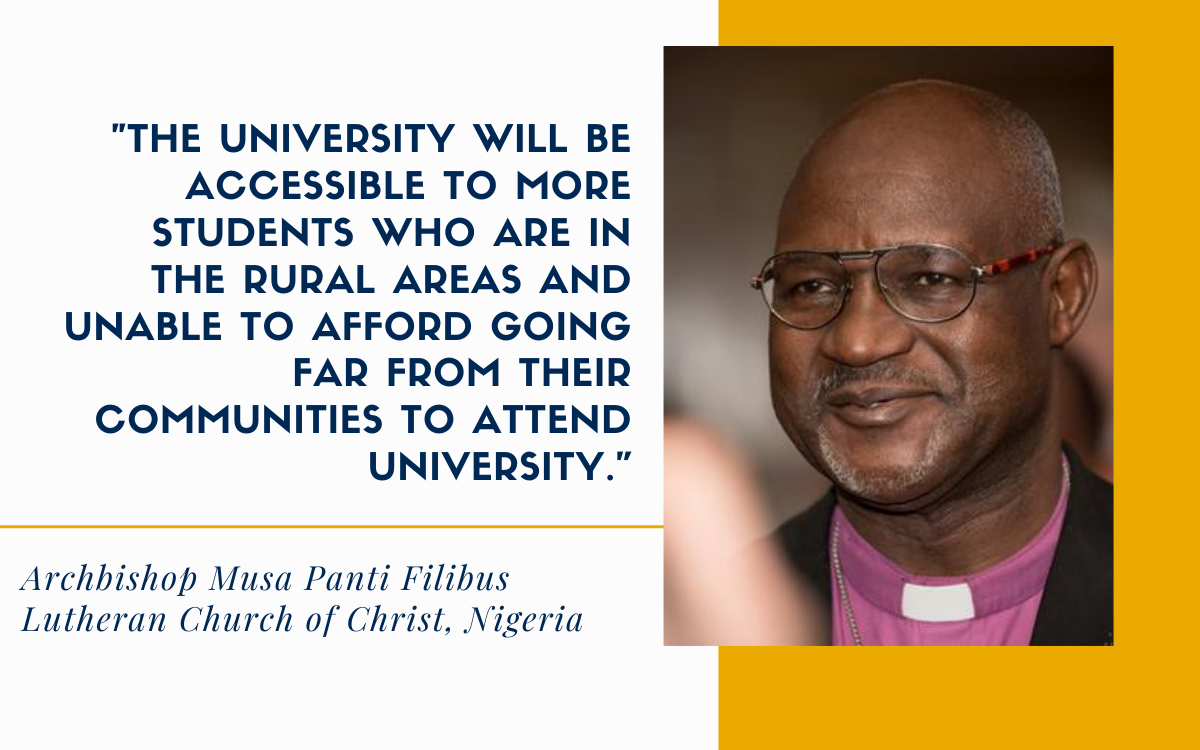 "THE UNIVERSITY WILL BE
ACCESSIBLE TO MORE
STUDENTS WHO ARE IN
THE RURAL AREAS AND
UNABLE TO AFFORD GOING
FAR FROM THEIR
COMMUNITIES TO ATTEND
UNIVERSITY."
Archbishop Musa Panti Filibus
Lutheran Church of Christ, Nigeria